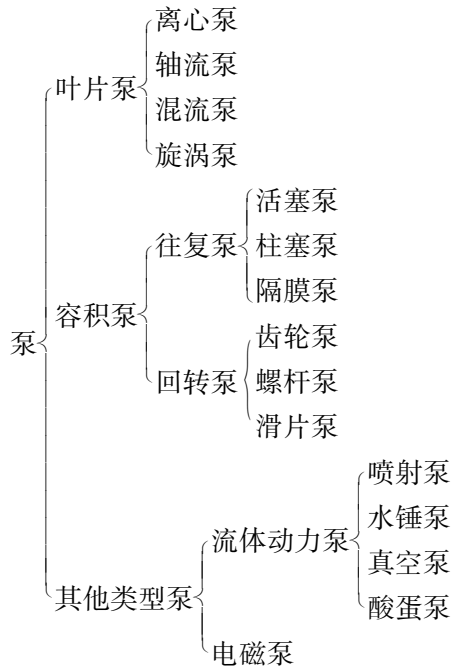 离心泵
轴流泵
叶片泵
混流泵
旋涡泵
活塞泵
往复泵
柱塞泵
隔膜泵
容积泵
泵
齿轮泵
回转泵
螺杆泵
滑片泵
喷射泵
水锤泵
流体动力泵
真空泵
其他类型泵
酸蛋泵
电磁泵